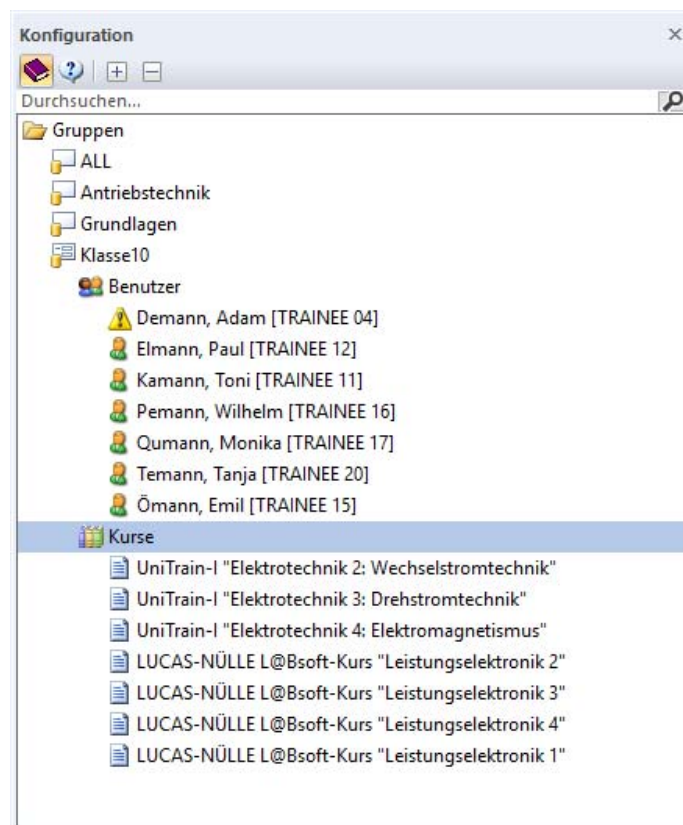 Konfiguration
Durchsuchen...
Gruppen
ALL
Antriebstechnik
Grundlagen
Klasse10
Benutzer
Demann, Adam [TRAINEE 04]
Elmann, Paul [TRAINEE 12]
Kamann, Toni [TRAINEE 11]
Pemann, Wilhelm [TRAINEE 16]
Qumann, Monika [TRAINEE 17]
Temann, Tanja [TRAINEE 20]
Ömann, Emil [TRAINEE 15]
Kurse
UniTrain-I "Elektrotechnik 2: Wechselstromtechnik"
UniTrain-I "Elektrotechnik 3: Drehstromtechnik"
UniTrain-I "Elektrotechnik 4: Elektromagnetismus"
LUCAS-NÜLLE L@Bsoft-Kurs "Leistungselektronik 2"
LUCAS-NÜLLE L@Bsoft-Kurs "Leistungselektronik 3"
LUCAS-NÜLLE L@Bsoft-Kurs "Leistungselektronik 4"
LUCAS-NÜLLE L@Bsoft-Kurs "Leistungselektronik 1"